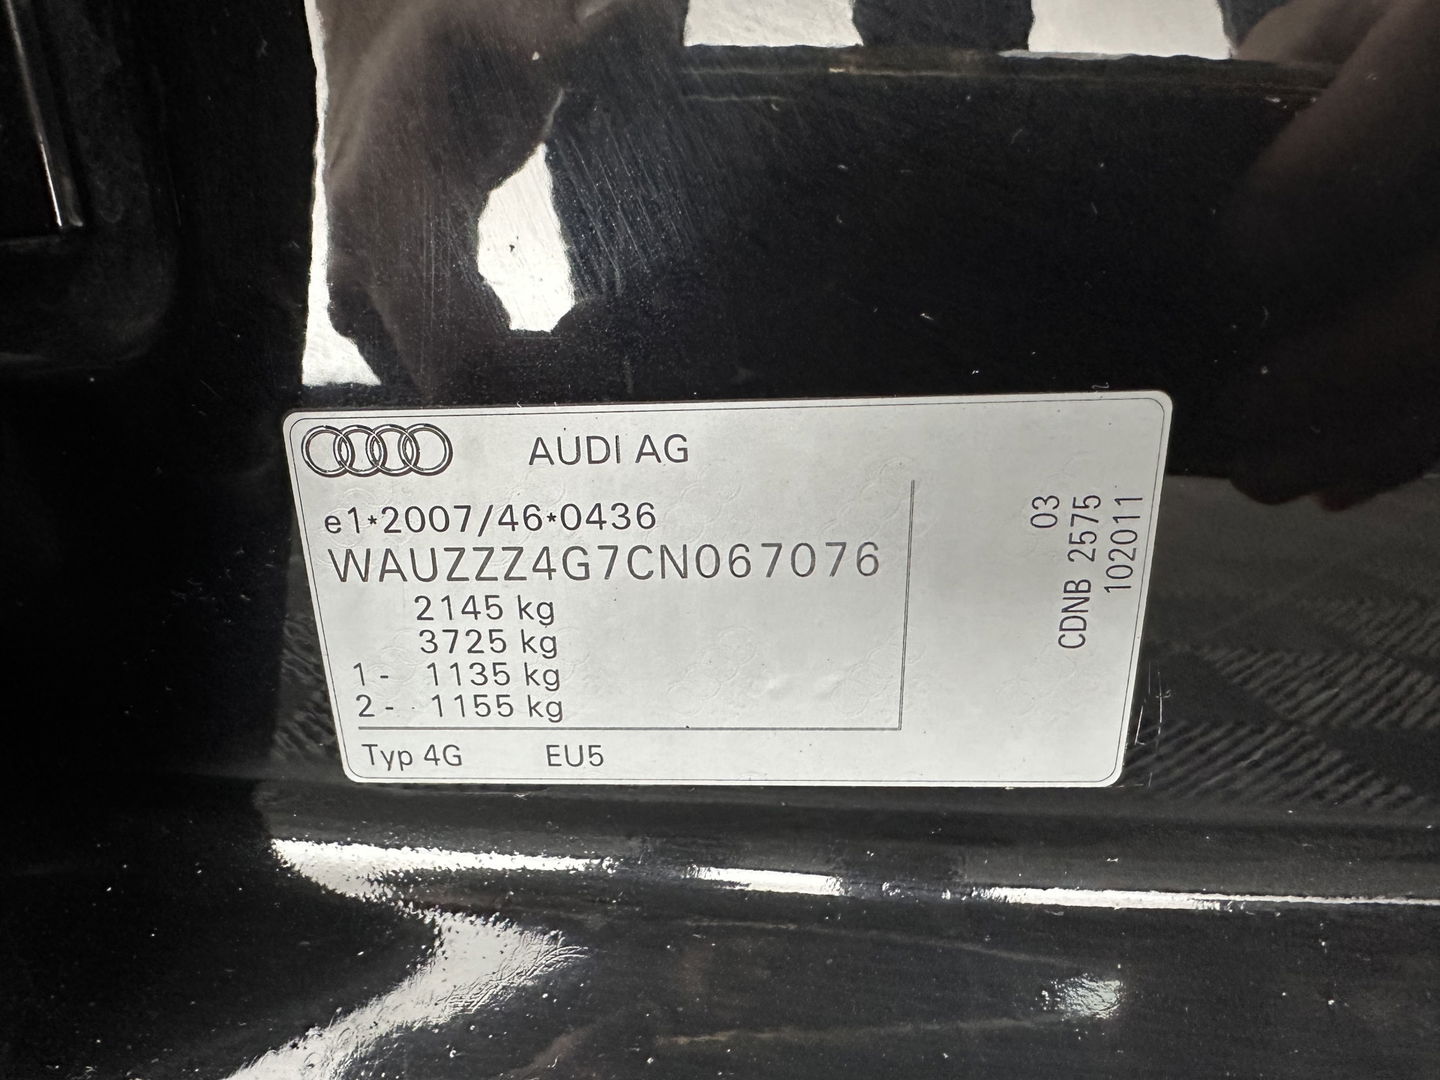 AUDI AG
e1*2007/46*0436
WAUZZZ4G7CN067076
2145 kg
3725 kg
1- 1135 kg
2- 1155 kg
Typ 4G EU5
03
CDNB 2575
102011